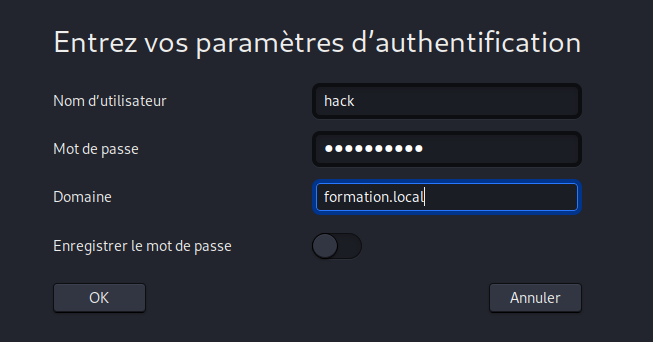 Entrez vos paramètres d’authentification
Nom d’utilisateur hack
Mot de passe ●●●●●●●●●●
Domaine formation.local
Enregistrer le mot de passe
OK Annuler